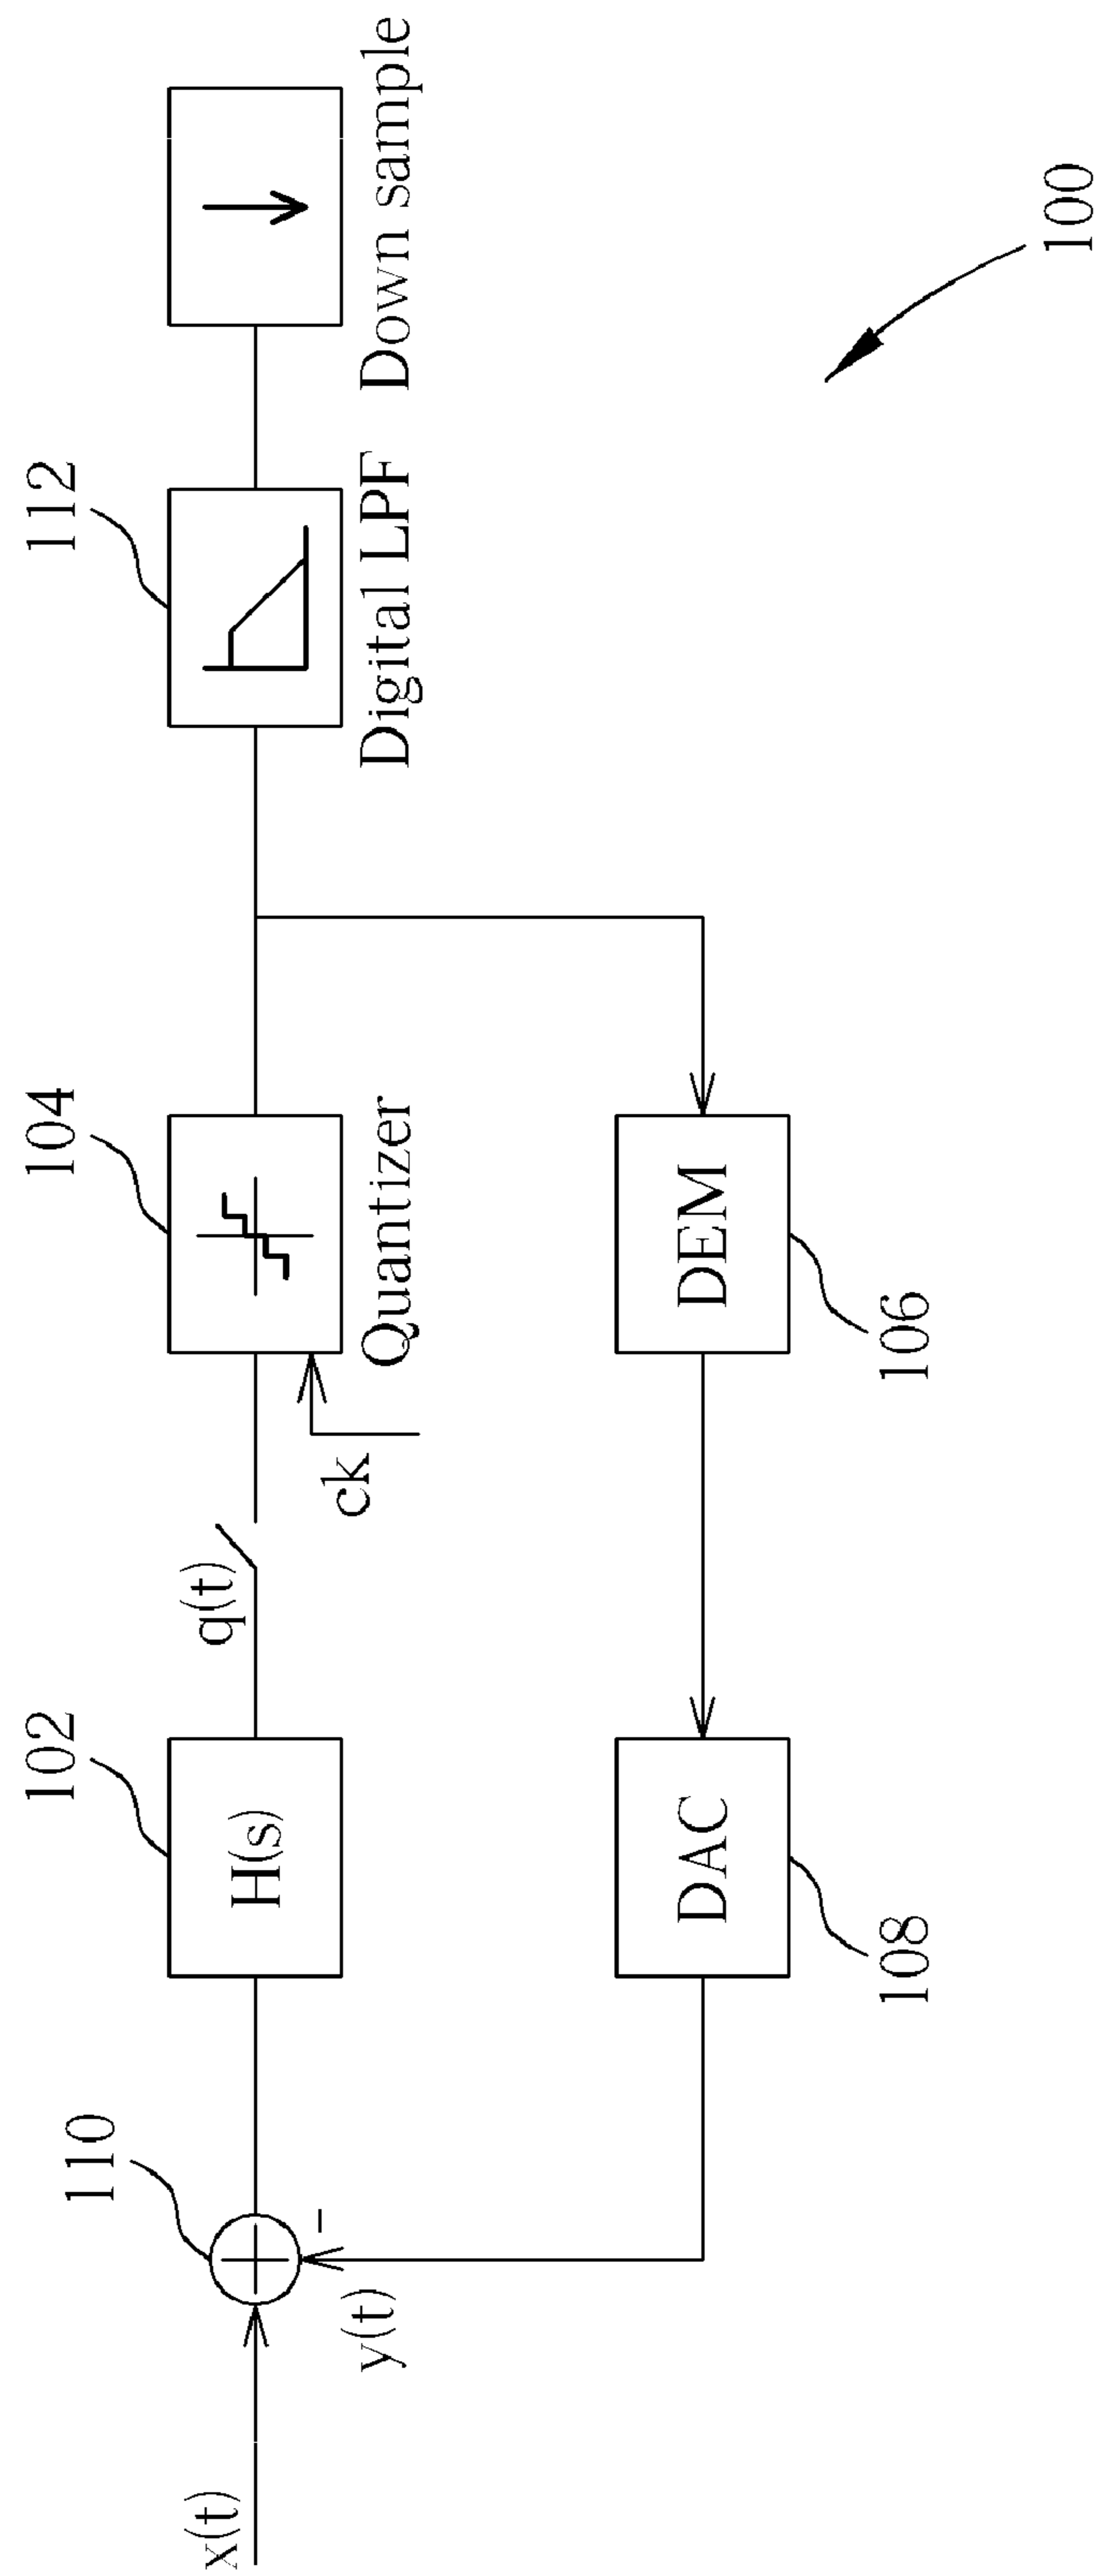 110
102
104
112
x(t)
H(s)
q(t)
y(t)
-
ck
Quantizer
Digital LPF
Down sample
DAC
DEM
108
106
100